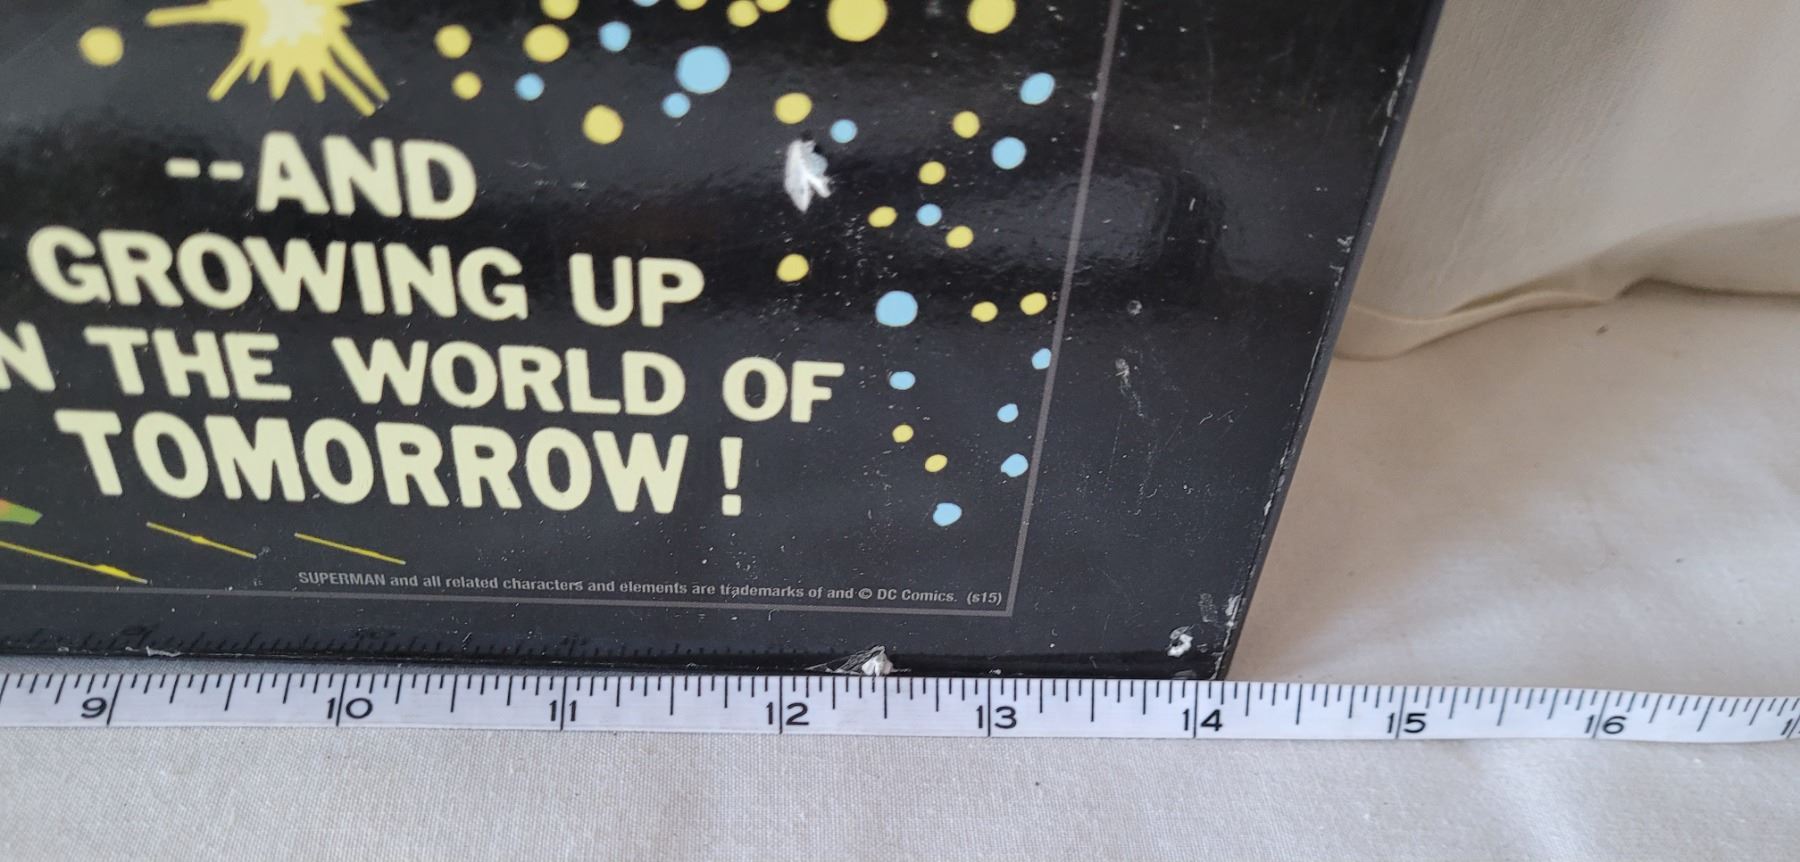 --AND
GROWING UP
N THE WORLD OF
TOMORROW!
SUPERMAN and all related characters and elements are trademarks of and © DC Comics. (s15)
9 10 11 12 13 14 15 16